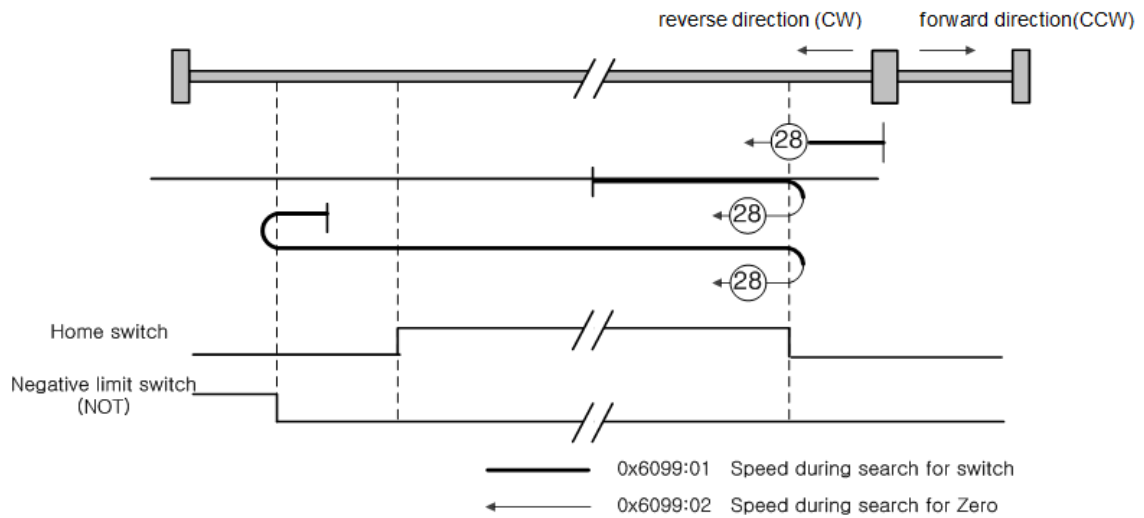 reverse direction (CW) forward direction(CCW)
28
28
28
Home switch
Negative limit switch
(NOT)
0x6099:01 Speed during search for switch
0x6099:02 Speed during search for Zero